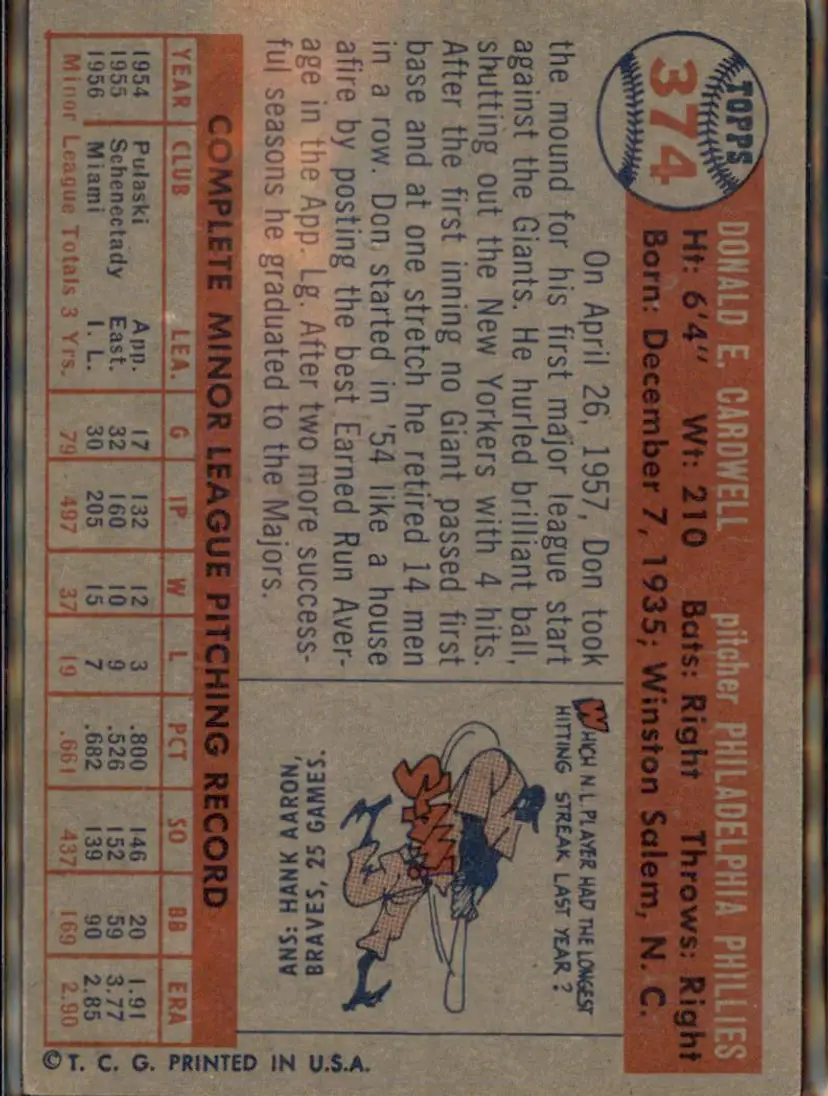 TOPPS
374
DONALD E. CARDWELL pitcher PHILADELPHIA PHILLIES
Ht: 6'4" Wt: 210 Bats: Right Throws: Right
Born: December 7, 1935; Winston Salem, N. C.
On April 26, 1957, Don took
the mound for his first major league start
against the Giants. He hurled brilliant ball,
shutting out the New Yorkers with 4 hits.
After the first inning no Giant passed first
base and at one stretch he retired 14 men
in a row. Don started in '54 like a house
afire by posting the best Earned Run Aver-
age in the App. Lg. After two more success-
ful seasons he graduated to the Majors.
WHICH N.L. PLAYER HAD THE LONGEST
HITTING STREAK LAST YEAR?
ANS: HANK AARON,
BRAVES, 25 GAMES.
COMPLETE MINOR LEAGUE PITCHING RECORD
YEAR CLUB LEA. G IP W L PCT SO BB ERA
1954 Pulaski App. 17 132 12 3 .800 146 20 1.91
1955 Schenectady East. 32 160 10 9 .526 152 59 3.77
1956 Miami I. L. 30 205 15 7 .682 139 90 2.85
Minor League Totals 3 Yrs. 79 497 37 19 .661 437 169 2.90
© T. C. G. PRINTED IN U.S.A.